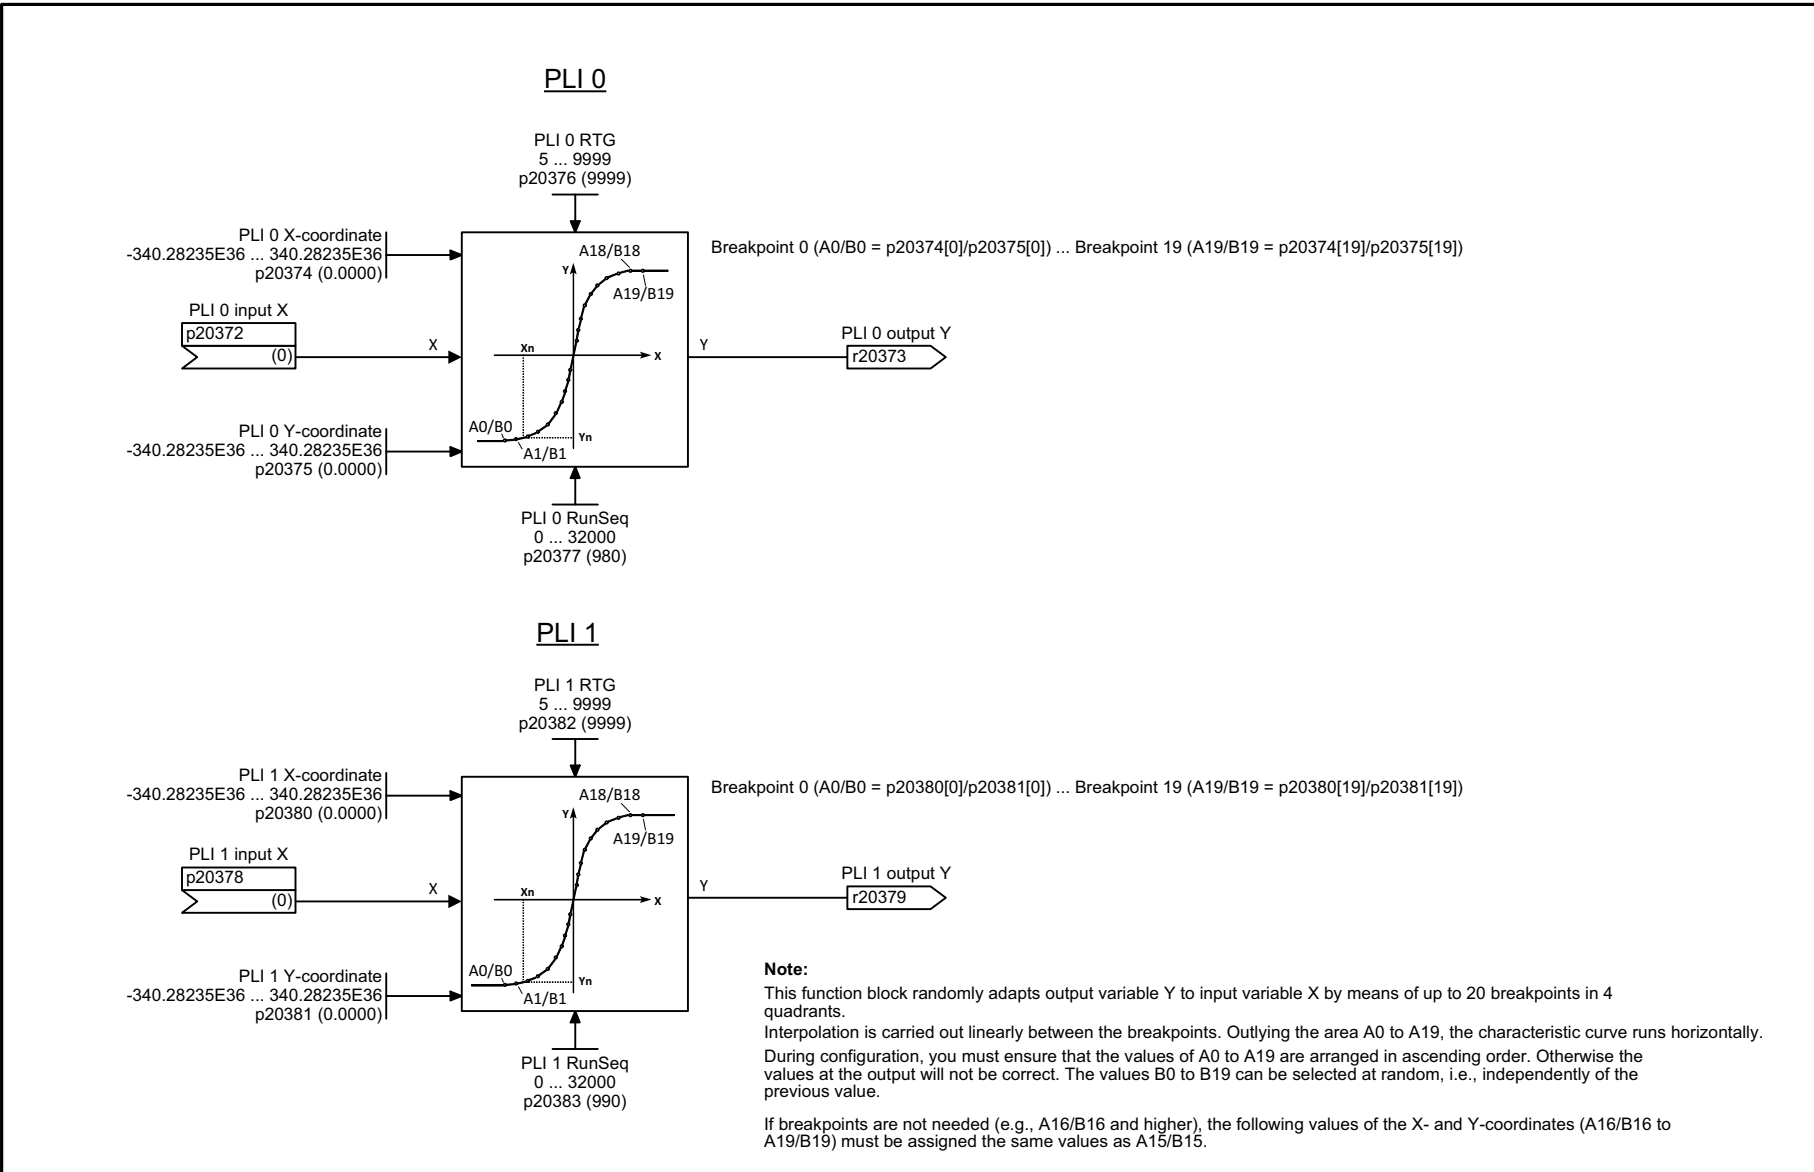 PLI 0
PLI 0 RTG
5 ... 9999
p20376 (9999)
PLI 0 X-coordinate
-340.28235E36 ... 340.28235E36
p20374 (0.0000)
A18/B18
Breakpoint 0 (A0/B0 = p20374[0]/p20375[0]) ... Breakpoint 19 (A19/B19 = p20374[19]/p20375[19])
Y
A19/B19
PLI 0 input X
p20372
(0)
X
Xn
X
Y
PLI 0 output Y
r20373
PLI 0 Y-coordinate
-340.28235E36 ... 340.28235E36
p20375 (0.0000)
A0/B0
Yn
A1/B1
PLI 0 RunSeq
0 ... 32000
p20377 (980)
PLI 1
PLI 1 RTG
5 ... 9999
p20382 (9999)
PLI 1 X-coordinate
-340.28235E36 ... 340.28235E36
p20380 (0.0000)
A18/B18
Breakpoint 0 (A0/B0 = p20380[0]/p20381[0]) ... Breakpoint 19 (A19/B19 = p20380[19]/p20381[19])
Y
A19/B19
PLI 1 input X
p20378
(0)
X
Xn
X
Y
PLI 1 output Y
r20379
PLI 1 Y-coordinate
-340.28235E36 ... 340.28235E36
p20381 (0.0000)
A0/B0
Yn
A1/B1
PLI 1 RunSeq
0 ... 32000
p20383 (990)
Note:
This function block randomly adapts output variable Y to input variable X by means of up to 20 breakpoints in 4
quadrants.
Interpolation is carried out linearly between the breakpoints. Outlying the area A0 to A19, the characteristic curve runs horizontally.
During configuration, you must ensure that the values of A0 to A19 are arranged in ascending order. Otherwise the
values at the output will not be correct. The values B0 to B19 can be selected at random, i.e., independently of the
previous value.
If breakpoints are not needed (e.g., A16/B16 and higher), the following values of the X- and Y-coordinates (A16/B16 to
A19/B19) must be assigned the same values as A15/B15.